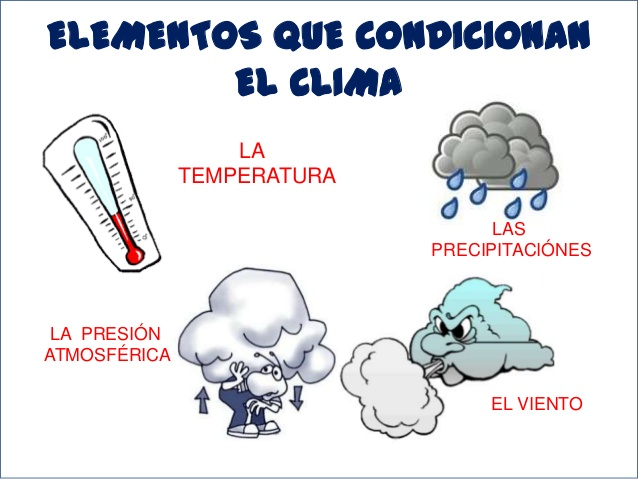 ELEMENTOS QUE CONDICIONAN
EL CLIMA
LA
TEMPERATURA
LAS
PRECIPITACIÓNES
LA PRESIÓN
ATMOSFÉRICA
EL VIENTO